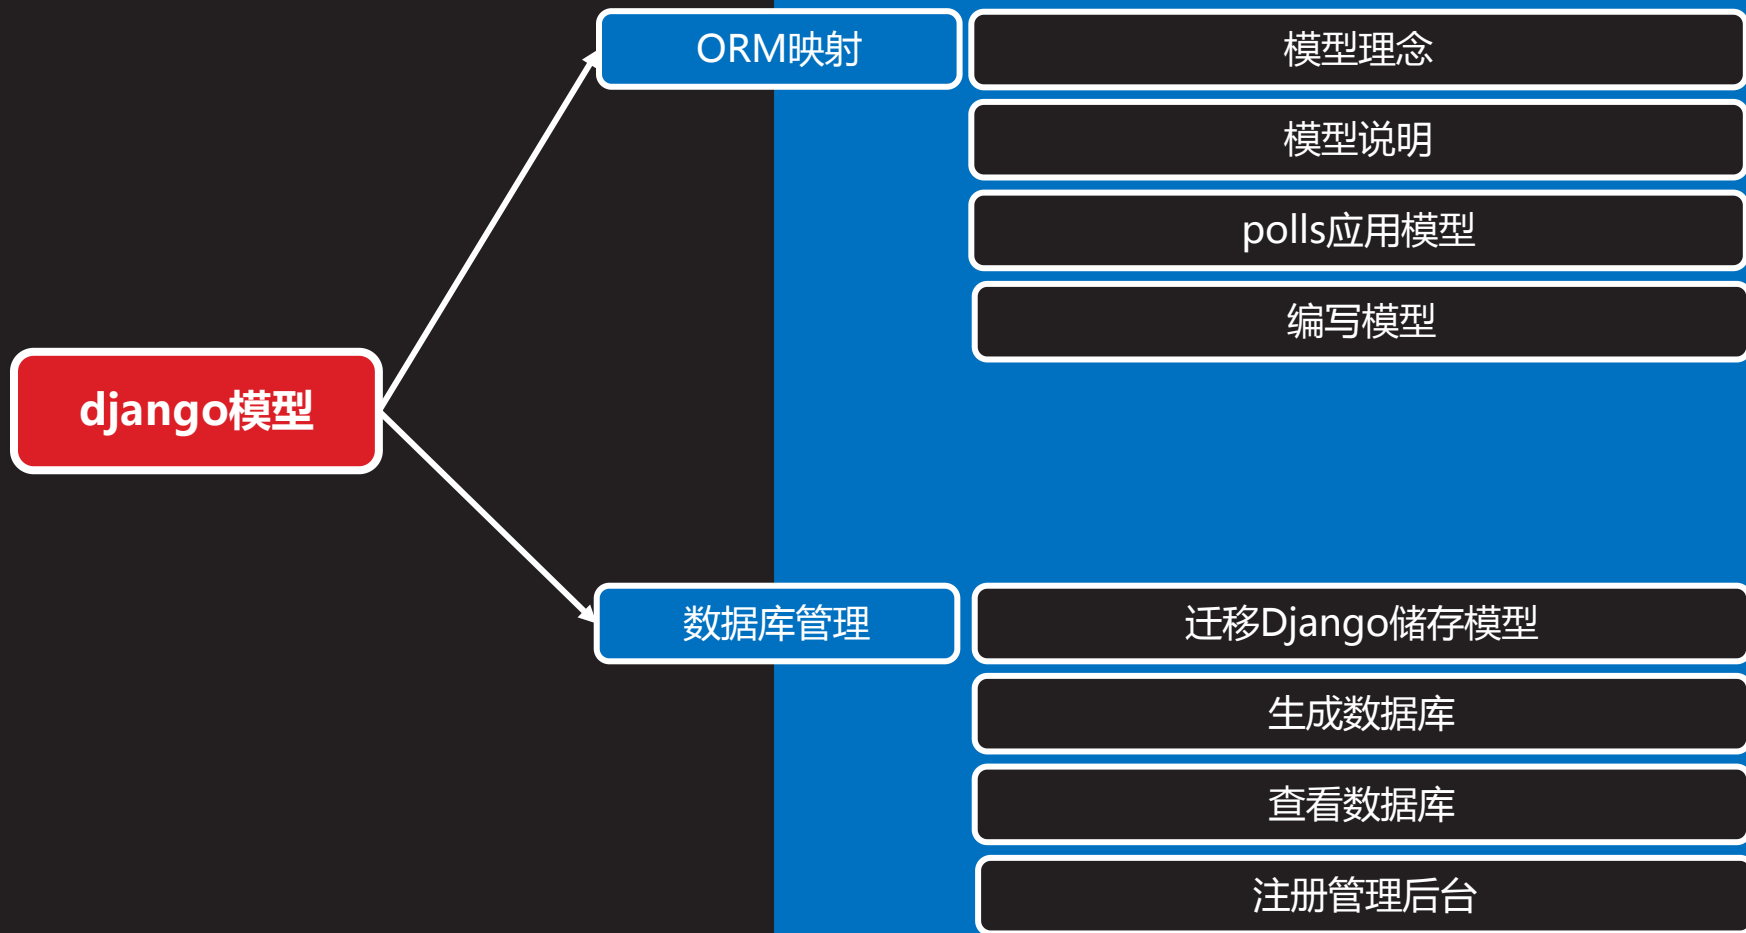 django模型
ORM映射
模型理念
模型说明
polls应用模型
编写模型
数据库管理
迁移Django储存模型
生成数据库
查看数据库
注册管理后台